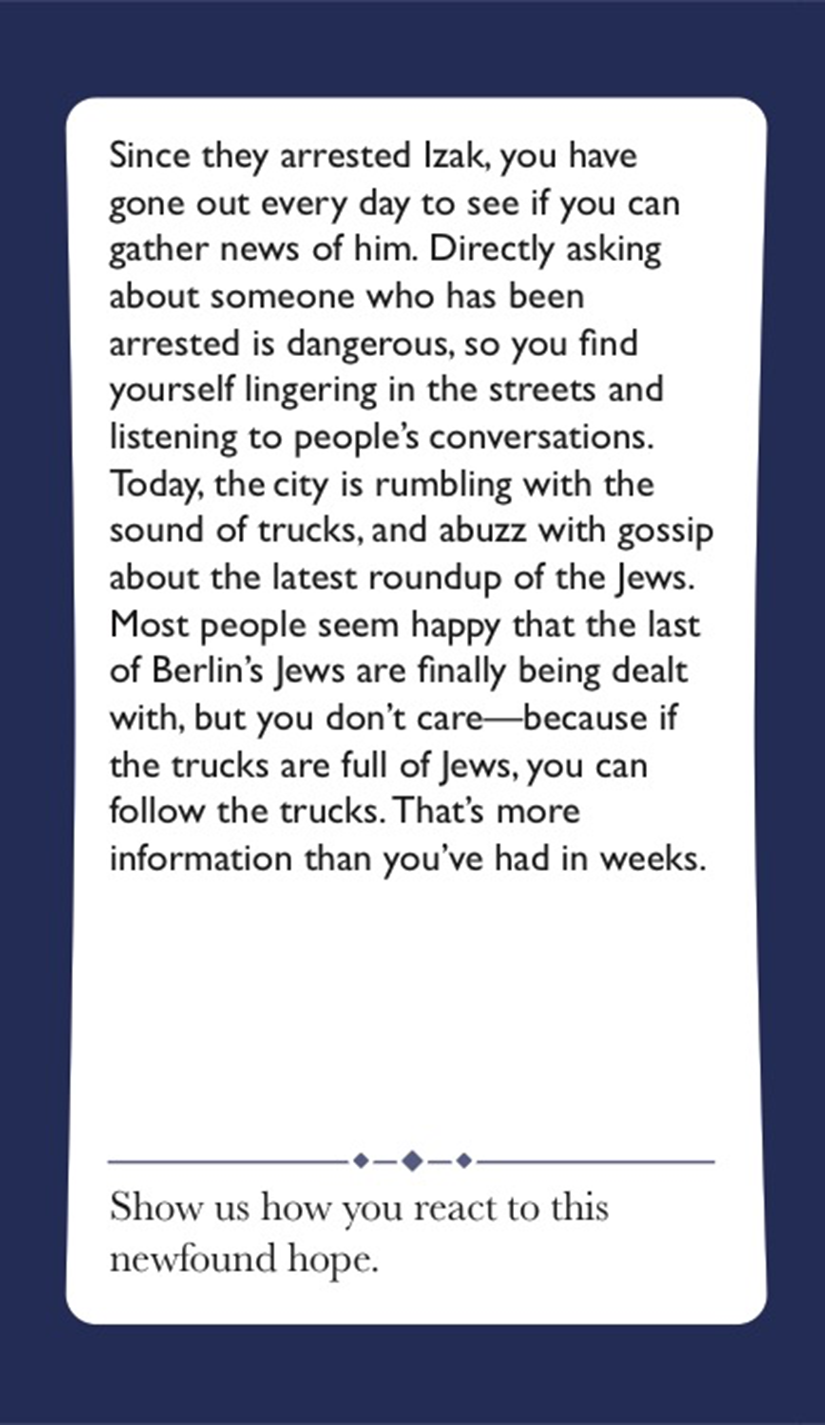 Since they arrested Izak, you have
gone out every day to see if you can
gather news of him. Directly asking
about someone who has been
arrested is dangerous, so you find
yourself lingering in the streets and
listening to people’s conversations.
Today, the city is rumbling with the
sound of trucks, and abuzz with gossip
about the latest roundup of the Jews.
Most people seem happy that the last
of Berlin’s Jews are finally being dealt
with, but you don’t care—because if
the trucks are full of Jews, you can
follow the trucks. That’s more
information than you’ve had in weeks.
Show us how you react to this
newfound hope.